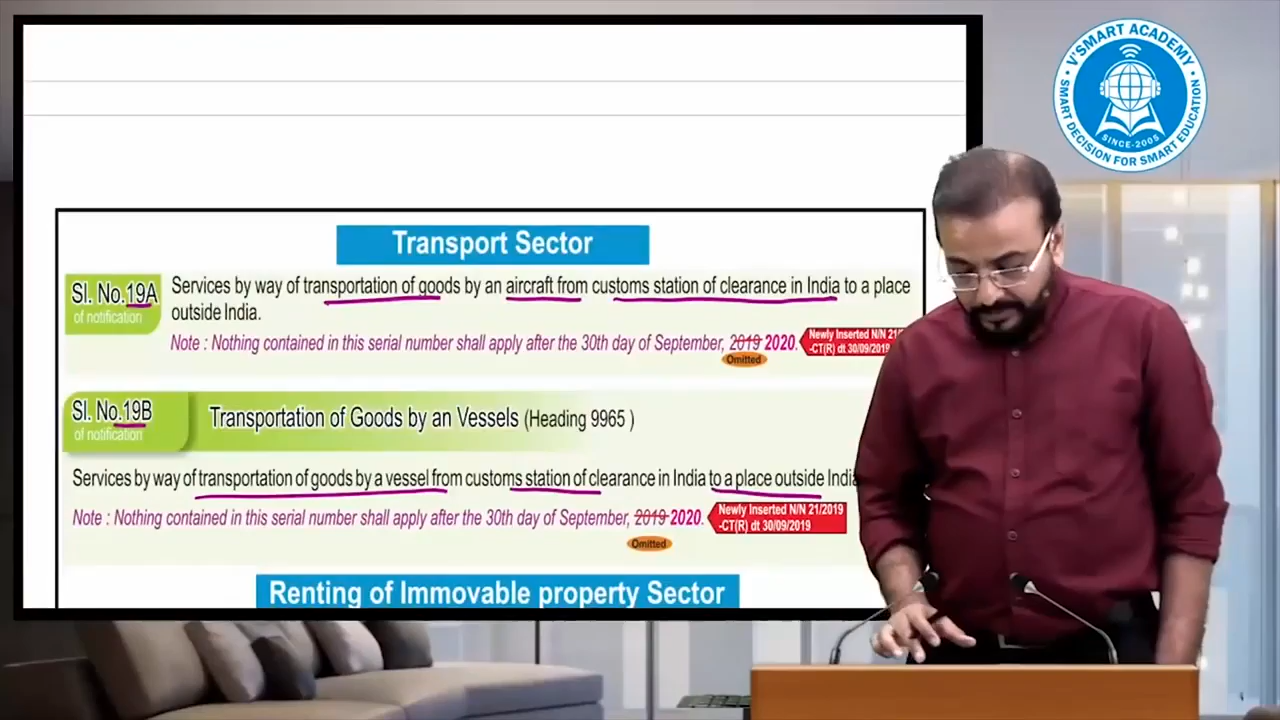 V'SMART ACADEMY
SMART DECISION FOR SMART EDUCATION
SINCE-2005
Transport Sector
Sl. No.19A
of notification
Services by way of transportation of goods by an aircraft from customs station of clearance in India to a place
outside India.
Note : Nothing contained in this serial number shall apply after the 30th day of September, 2019 2020.
Newly Inserted N/N
-CT(R) dt 30/09/2019
Omitted
Sl. No.19B
of notification
Transportation of Goods by an Vessels (Heading 9965 )
Services by way of transportation of goods by a vessel from customs station of clearance in India to a place outside India
Note : Nothing contained in this serial number shall apply after the 30th day of September, 2019 2020.
Newly Inserted N/N 21/2019
-CT(R) dt 30/09/2019
Omitted
Renting of Immovable property Sector